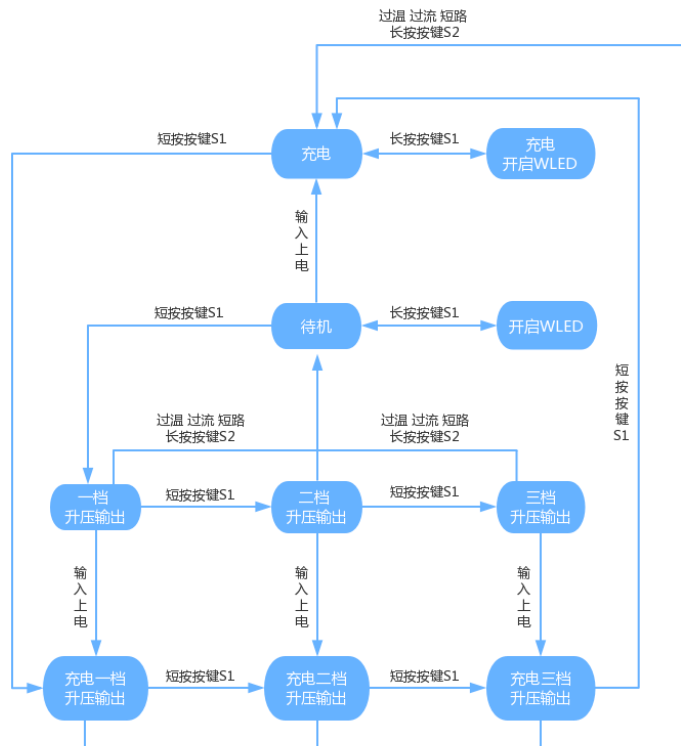 过温 过流 短路
长按按键S2
短按按键S1
充电
长按按键S1
充电
开启WLED
输入上电
短按按键S1
待机
长按按键S1
开启WLED
短按按键S1
过温 过流 短路
长按按键S2
过温 过流 短路
长按按键S2
一档
升压输出
短按按键S1
二档
升压输出
短按按键S1
三档
升压输出
输入上电
输入上电
输入上电
充电一档
升压输出
短按按键S1
充电二档
升压输出
短按按键S1
充电三档
升压输出